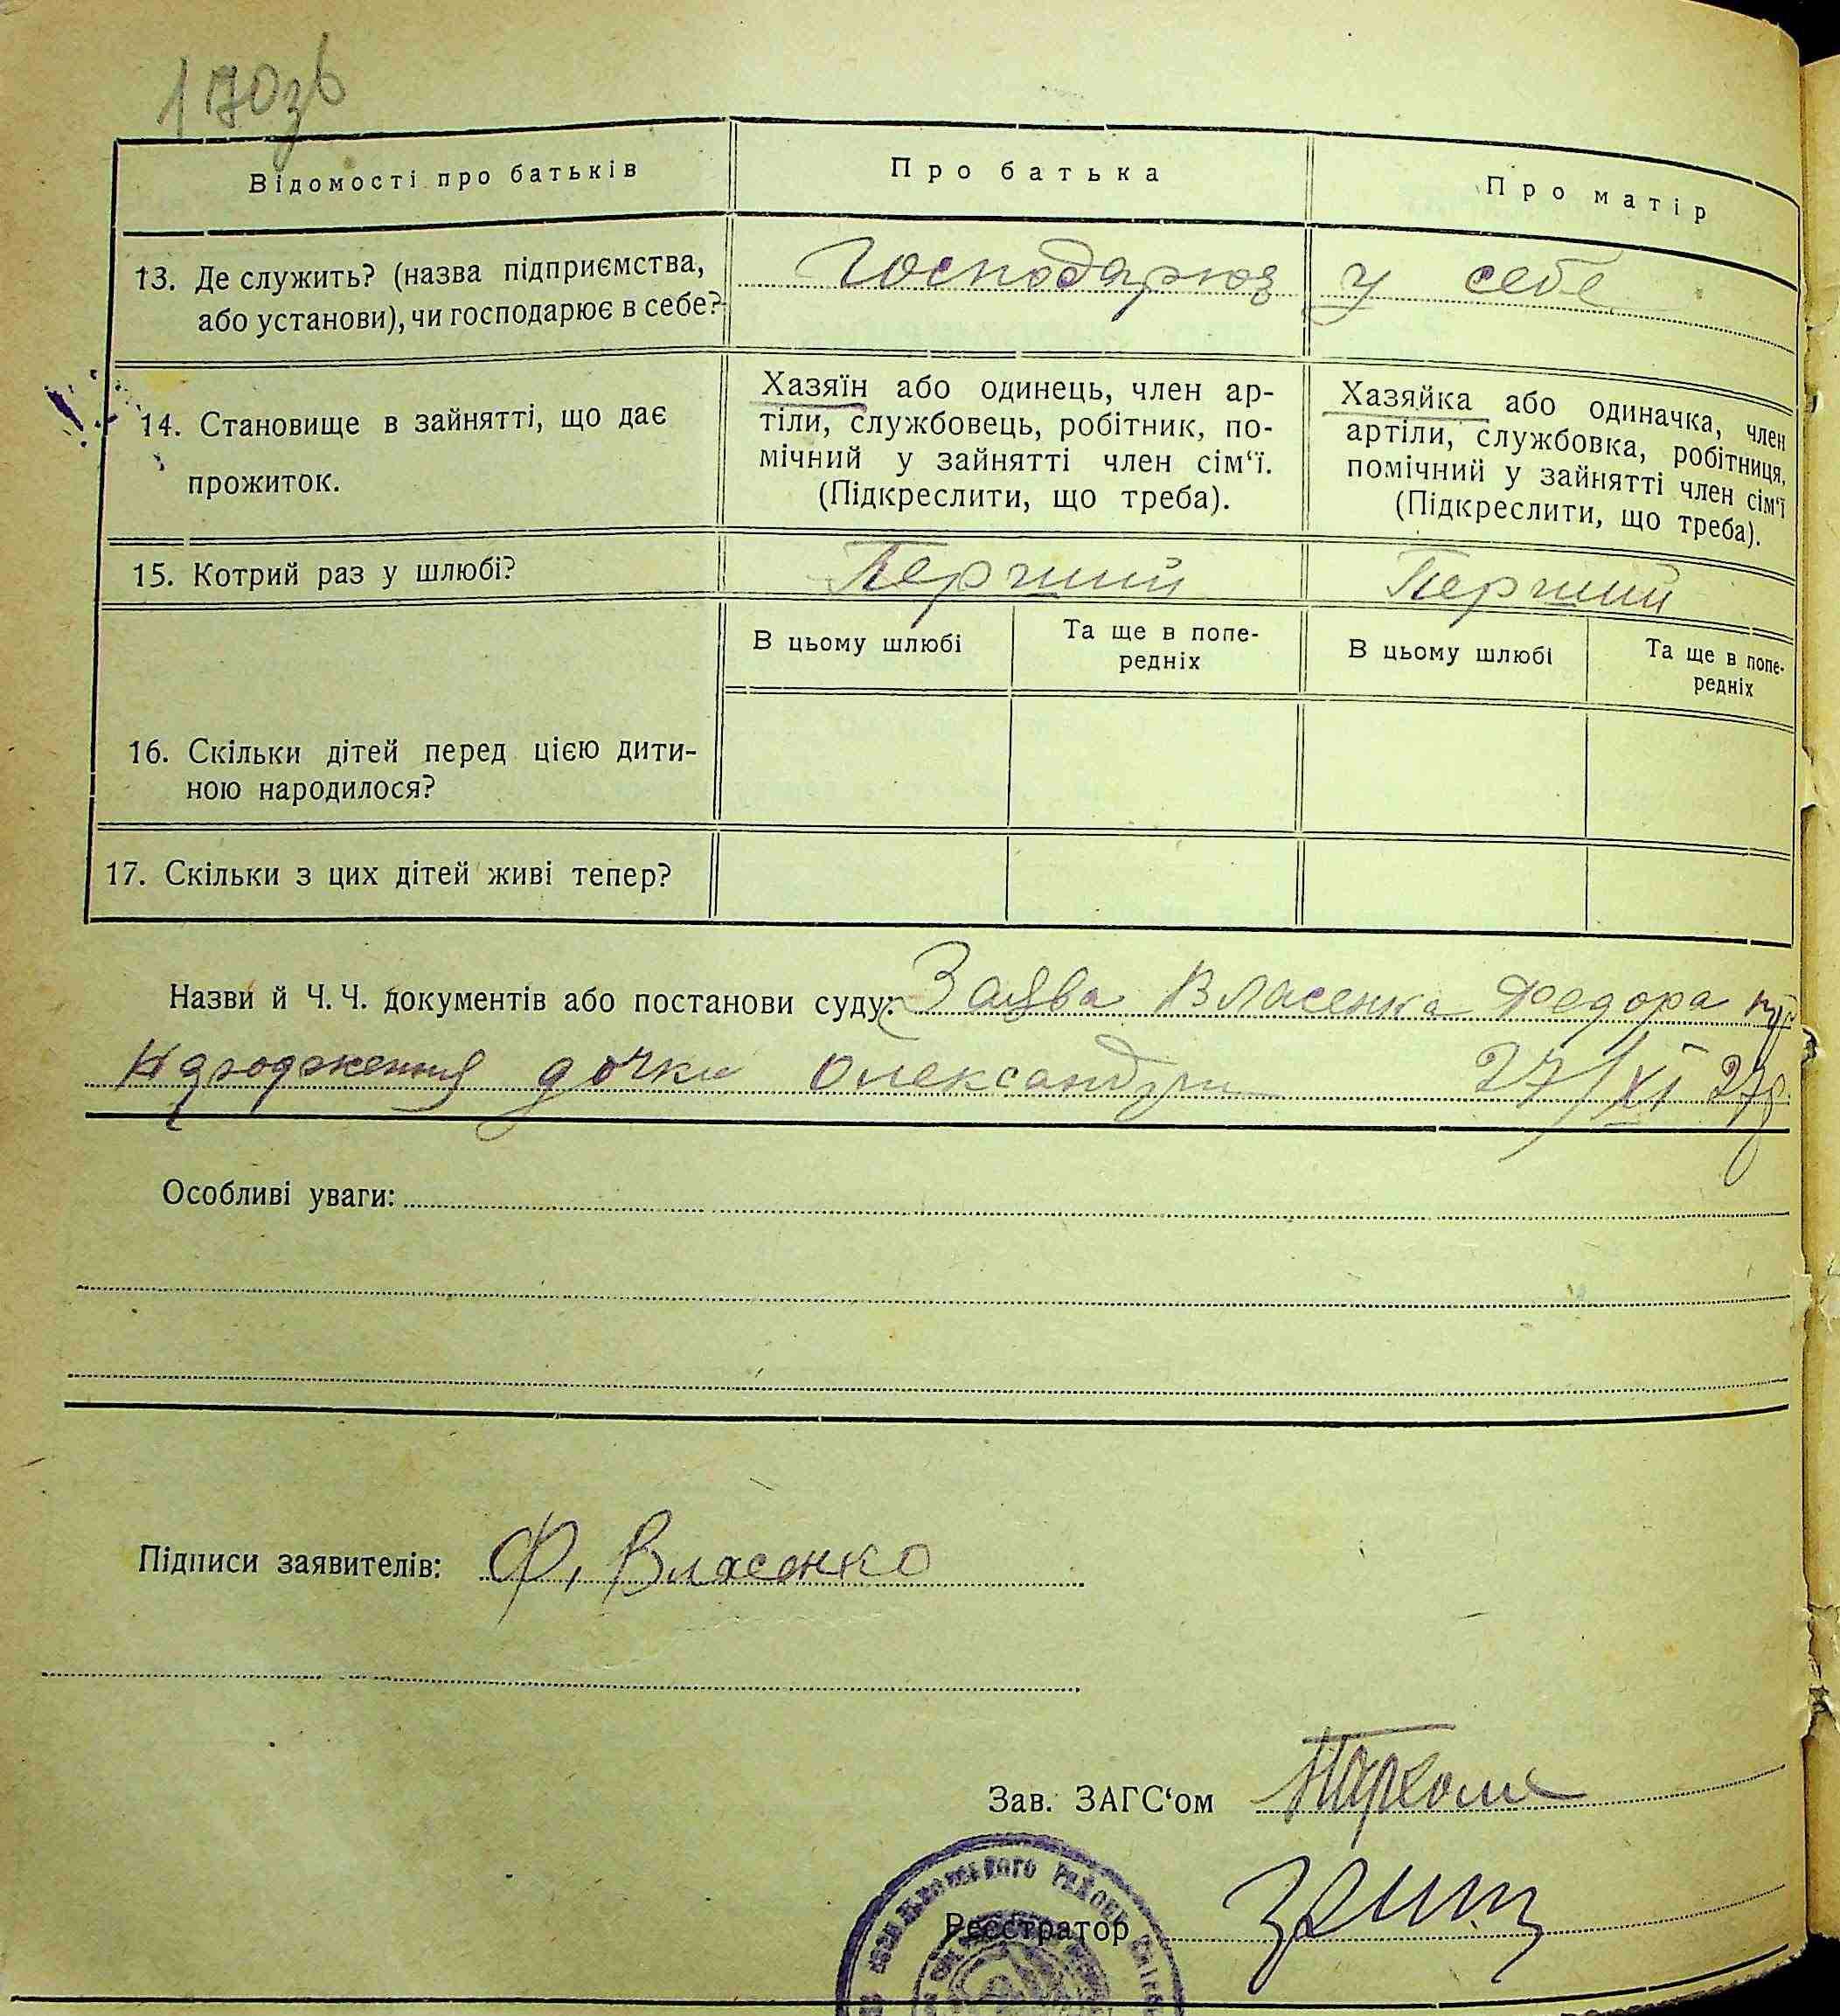 170зв
Відомості про батьків
Про батька
Про матір
13. Де служить? (назва підприємства,
або установи), чи господарює в себе?
Господарює у себе
14. Становище в зайнятті, що дає
прожиток.
Хазяїн або одинець, член ар-
тіли, службовець, робітник, по-
мічний у зайнятті член сім‘ї.
(Підкреслити, що треба).
Хазяйка або одиначка, член
артіли, службовка, робітниця,
помічний у зайнятті член сім‘ї
(Підкреслити, що треба).
15. Котрий раз у шлюбі?
Перший
Перший
В цьому шлюбі
Та ще в попе-
редніх
В цьому шлюбі
Та ще в попе-
редніх
16. Скільки дітей перед цією дити-
ною народилося?
17. Скільки з цих дітей живі тепер?
Назви й Ч. Ч. документів або постанови суду: Заява Власенка Федора
народження дочки Олександри 27/XI 27р.
Особливі уваги:
Підписи заявителів: Ф. Власенко
Зав. ЗАГС‘ом
Реєстратор